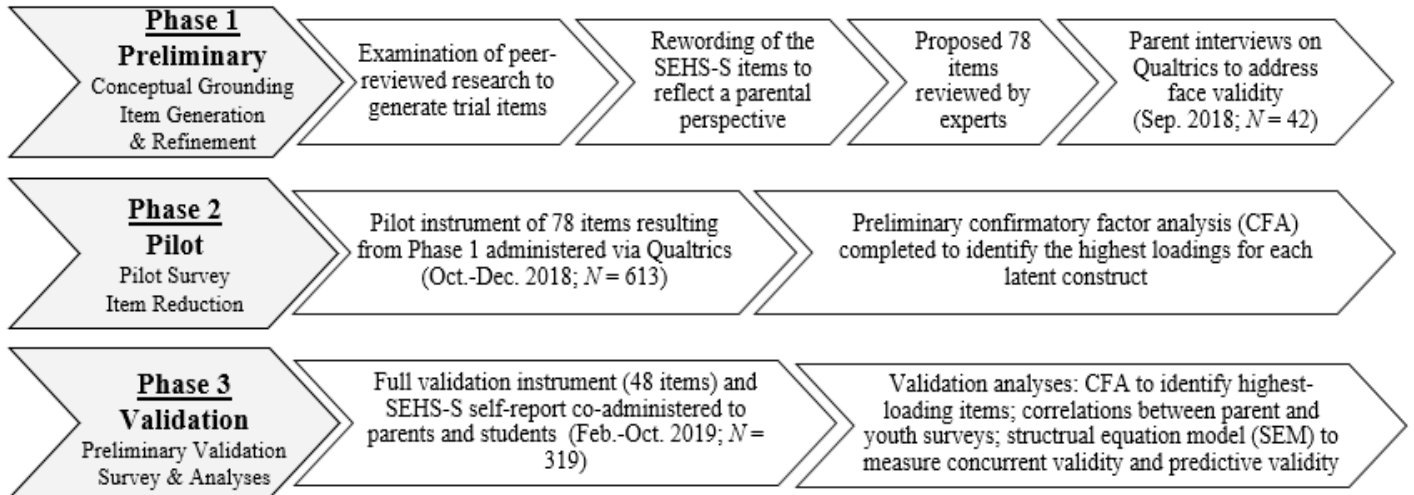 Phase 1
Preliminary
Conceptual Grounding
Item Generation
& Refinement
Examination of peer-
reviewed research to
generate trial items
Rewording of the
SEHS-S items to
reflect a parental
perspective
Proposed 78
items
reviewed by
experts
Parent interviews on
Qualtrics to address
face validity
(Sep. 2018; N = 42)
Phase 2
Pilot
Pilot Survey
Item Reduction
Pilot instrument of 78 items resulting
from Phase 1 administered via Qualtrics
(Oct.-Dec. 2018; N = 613)
Preliminary confirmatory factor analysis (CFA)
completed to identify the highest loadings for each
latent construct
Phase 3
Validation
Preliminary Validation
Survey & Analyses
Full validation instrument (48 items) and
SEHS-S self-report co-administered to
parents and students (Feb.-Oct. 2019; N =
319)
Validation analyses: CFA to identify highest-
loading items; correlations between parent and
youth surveys; structrual equation model (SEM) to
measure concurrent validity and predictive validity